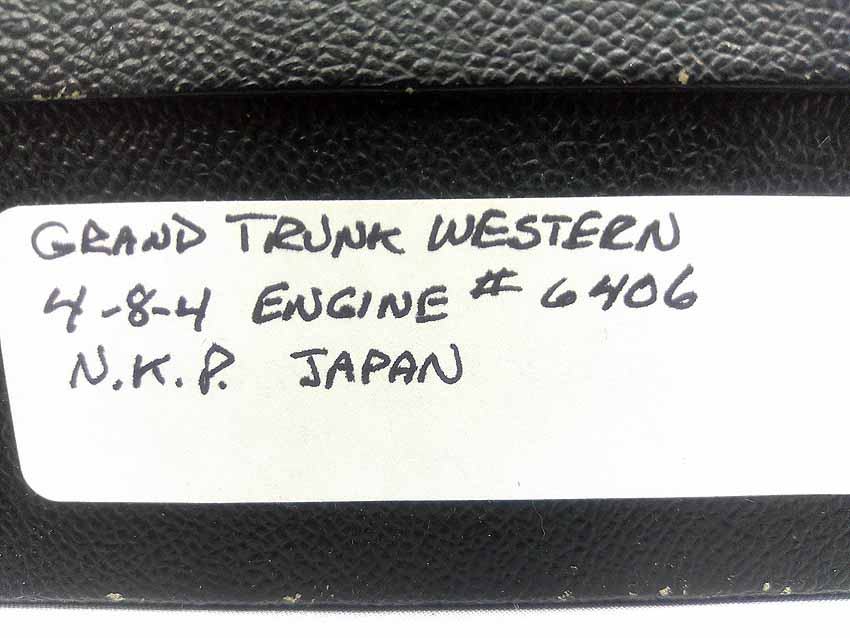 GRAND TRUNK WESTERN
4-8-4 ENGINE # 6406
N.K.P. JAPAN